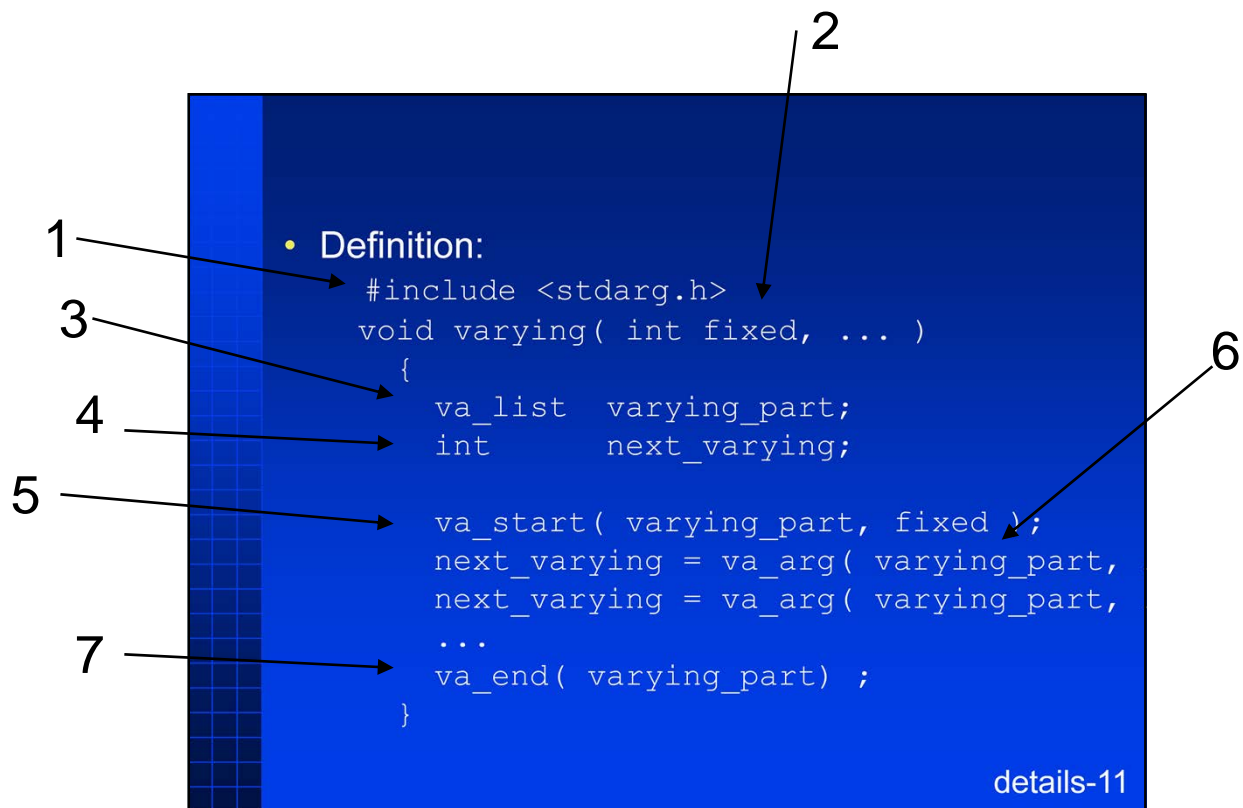 2
1
• Definition:
#include <stdarg.h>
3
void varying( int fixed, ... )
6
{
4
va_list  varying_part;
int      next_varying;
5
va_start( varying_part, fixed );
next_varying = va_arg( varying_part,
next_varying = va_arg( varying_part,
...
7
va_end( varying_part) ;
}
details-11